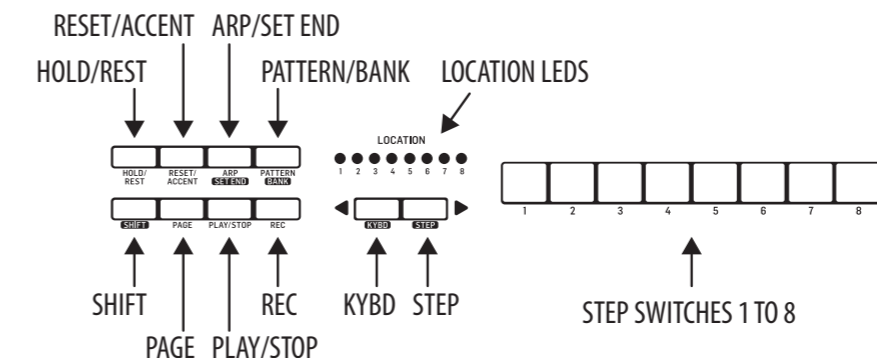 RESET/ACCENT ARP/SET END
HOLD/REST PATTERN/BANK LOCATION LEDS
LOCATION
1 2 3 4 5 6 7 8
HOLD/ RESET/ ARP PATTERN
REST ACCENT SET END BANK
1 2 3 4 5 6 7 8
SHIFT PAGE PLAY/STOP REC
KYBD STEP
SHIFT REC KYBD STEP STEP SWITCHES 1 TO 8
PAGE PLAY/STOP